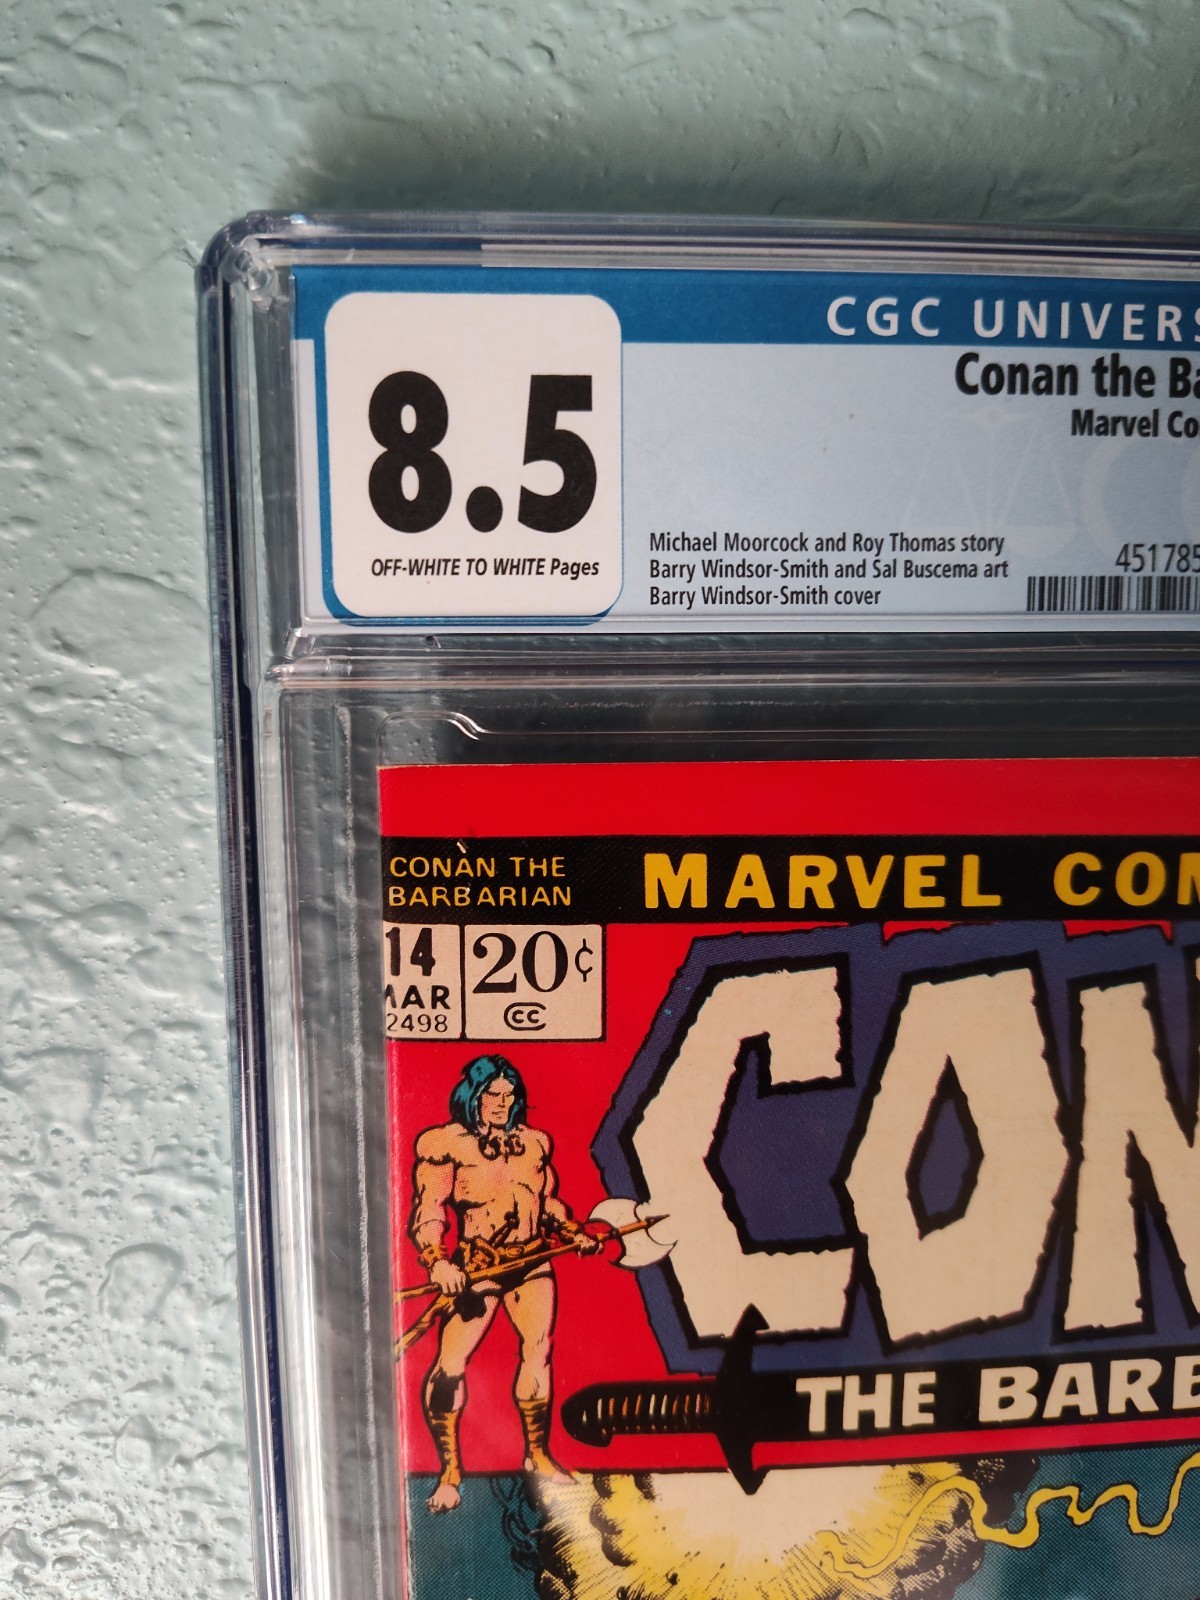 CGC UNIVERS
Conan the Ba
Marvel Co
8.5
OFF-WHITE TO WHITE Pages
Michael Moorcock and Roy Thomas story
Barry Windsor-Smith and Sal Buscema art
Barry Windsor-Smith cover
451785
CONAN THE
BARBARIAN
MARVEL COM
14
MAR
2498
20¢
CC
CON
THE BARB